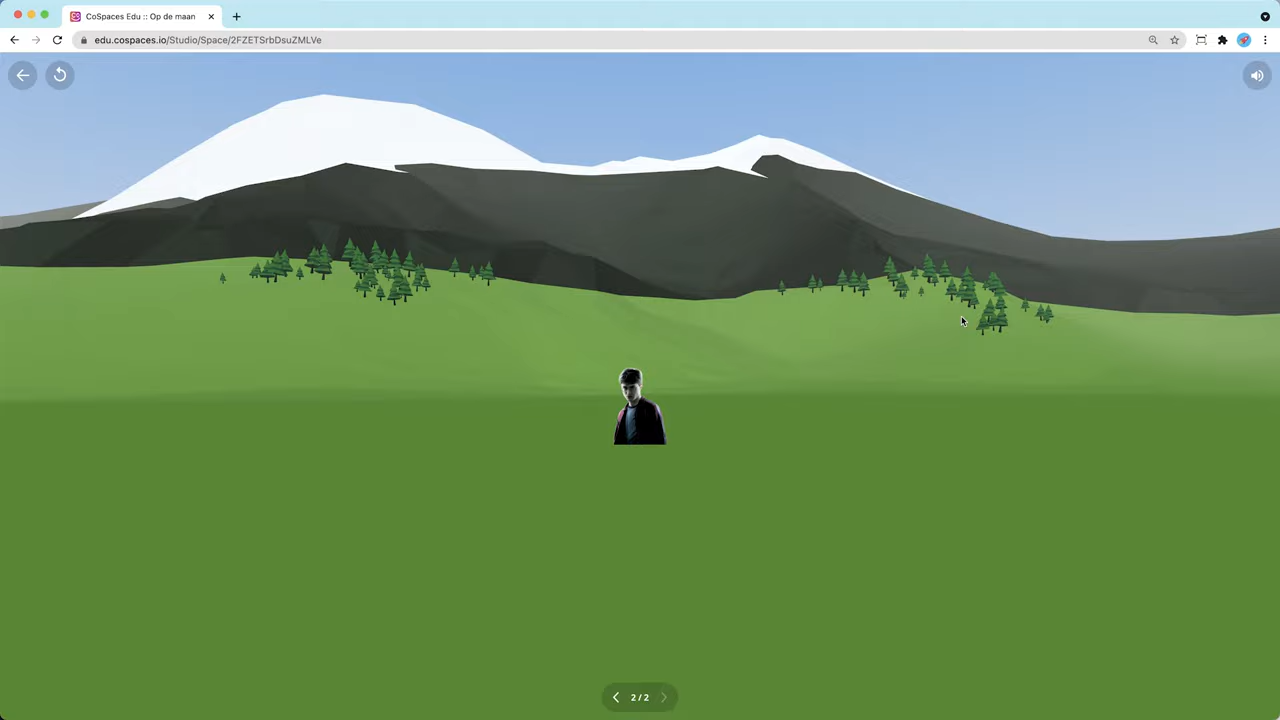 CoSpaces Edu :: Op de maan
edu.cospaces.io/Studio/Space/2FZETSrbDsuZMLVe
2 / 2